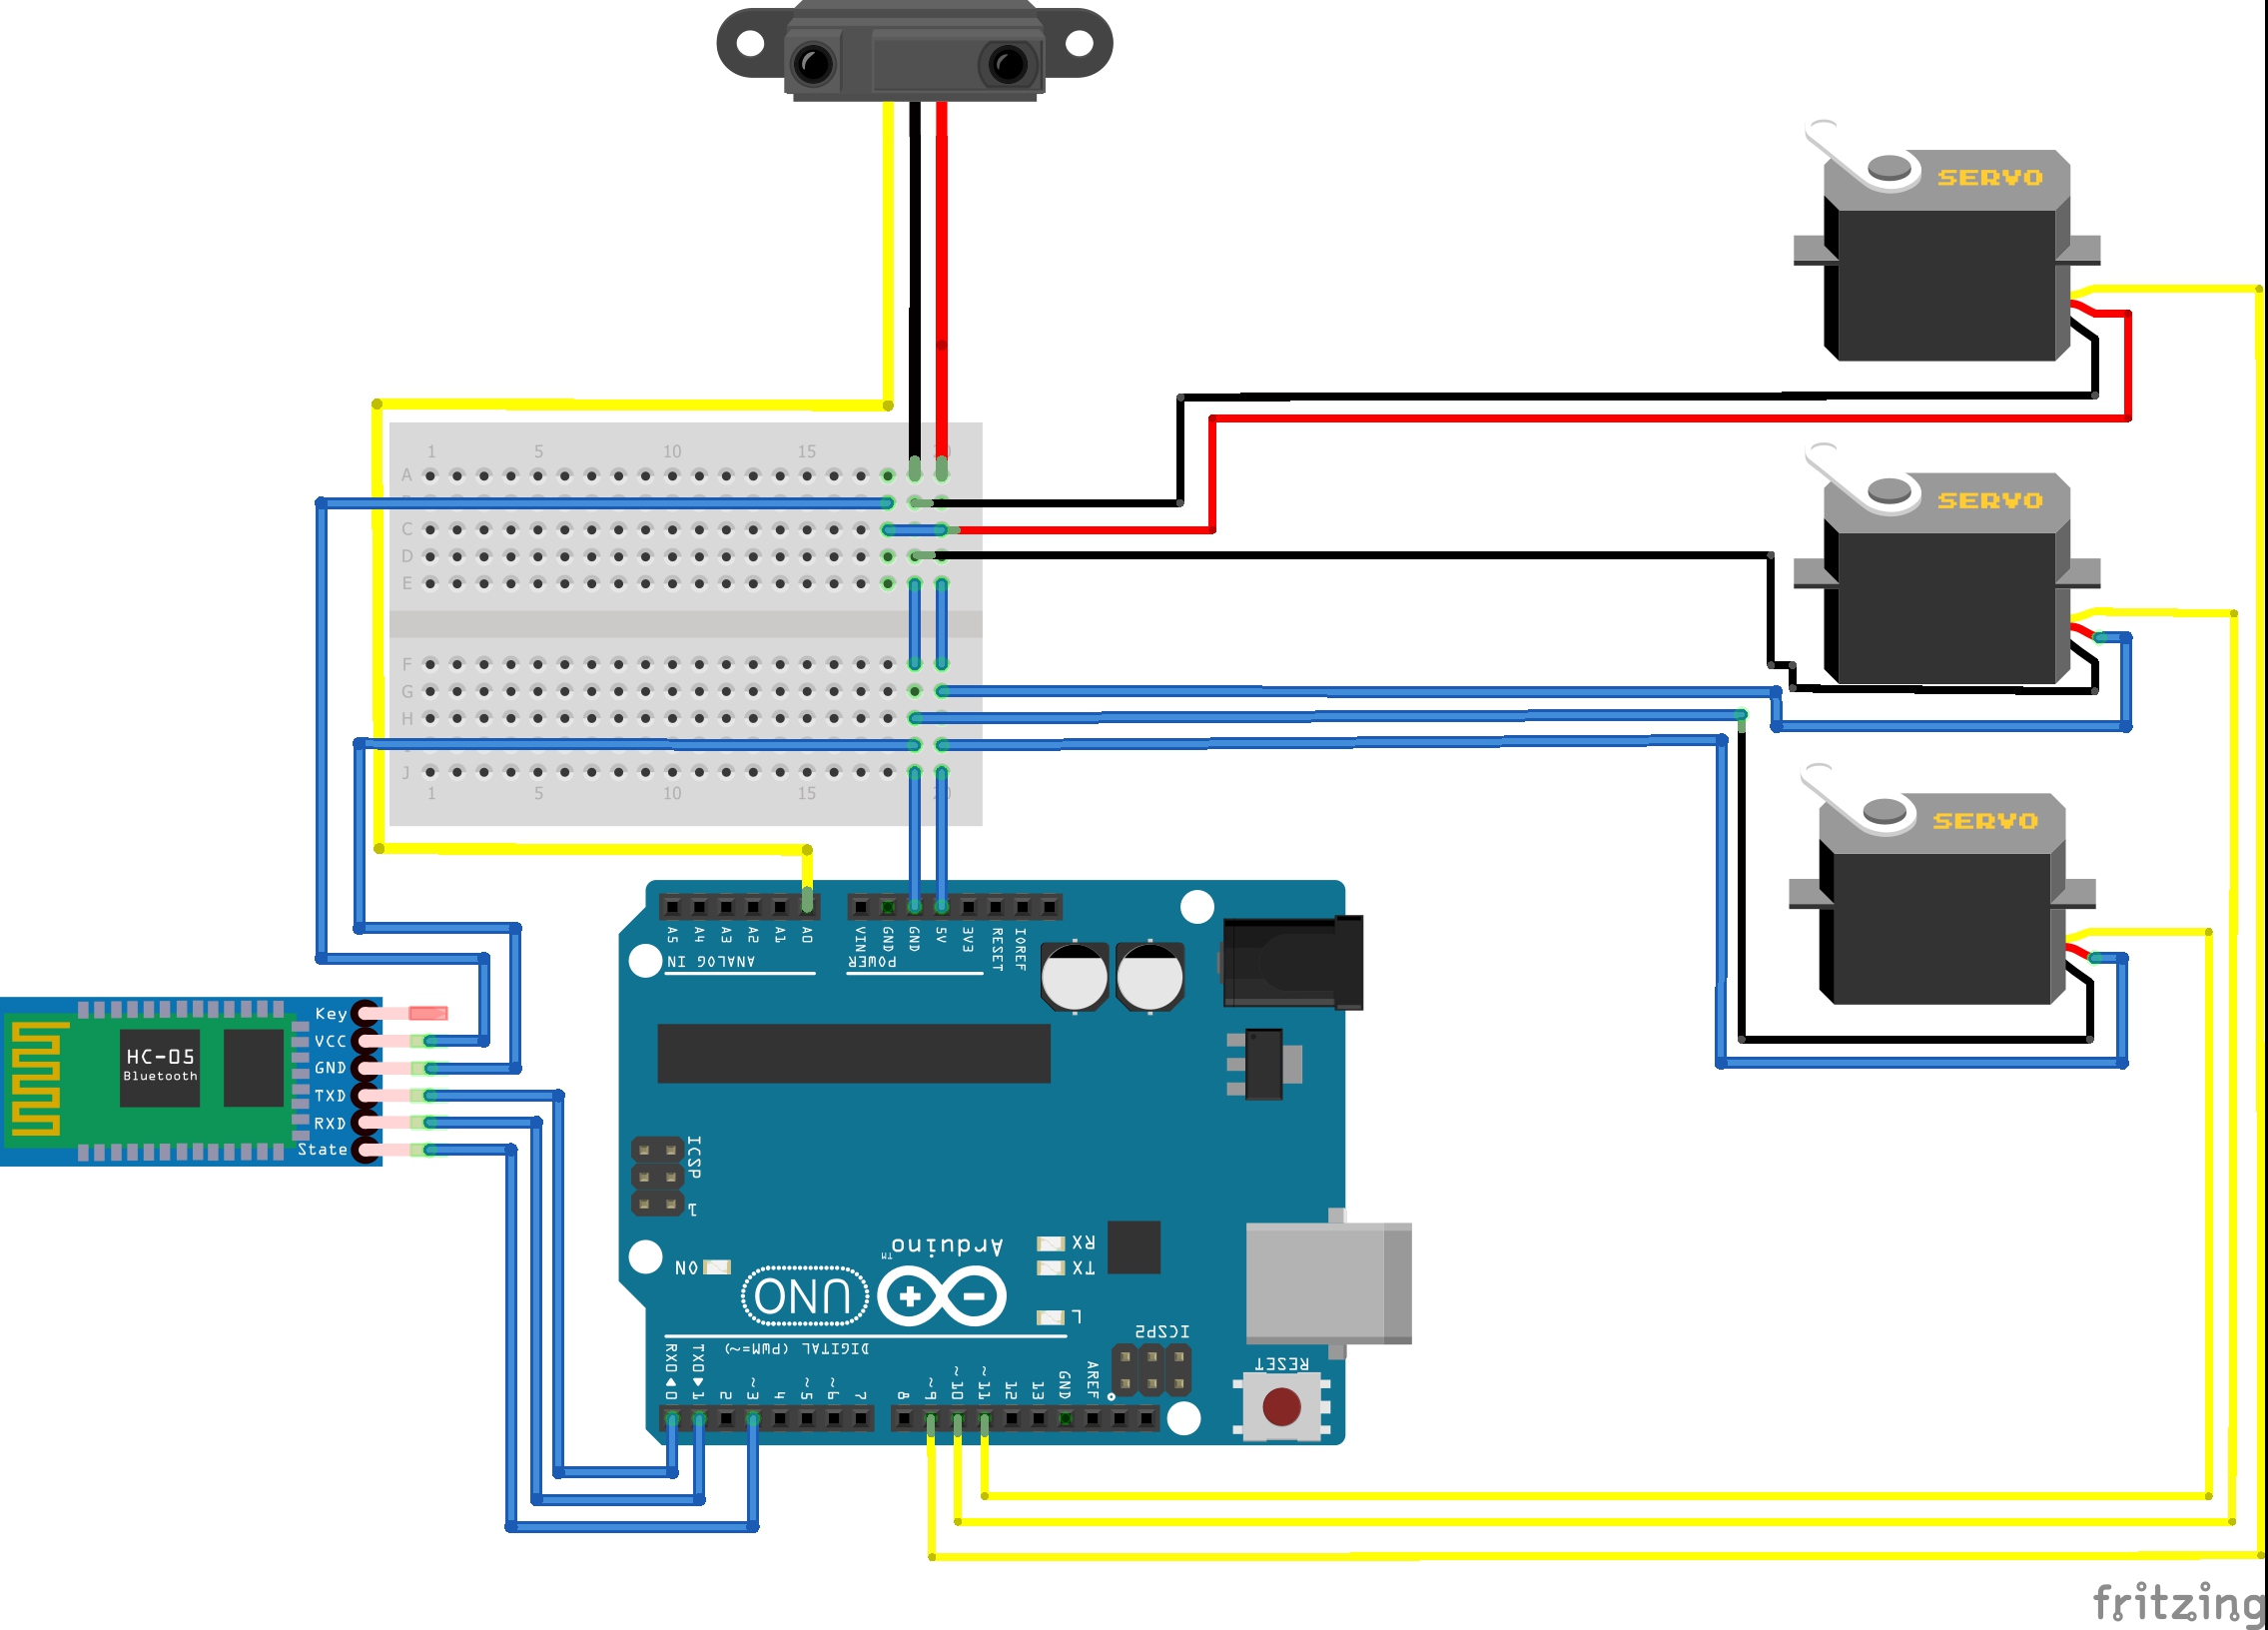 SERVO
1 5 10 15
A
C
D
E
SERVO
F
G
H
J
1 5 10 15 20
SERVO
A5 A4 A3 A2 A1 A0 VIN GND GND 5V 3V3 RESET IOREF
ANALOG IN
POWER
Key
VCC
GND
TXD
RXD
State
HC-05
Bluetooth
ICSP
1
Arduino
TM
ON
UNO
RX
TX
L
ICSP2
DIGITAL (PWM=~)
RESET
RX0 TX0
0 1 2 ~3 4 ~5 ~6 7 8 ~9 ~10 ~11 12 13 GND AREF
fritzing